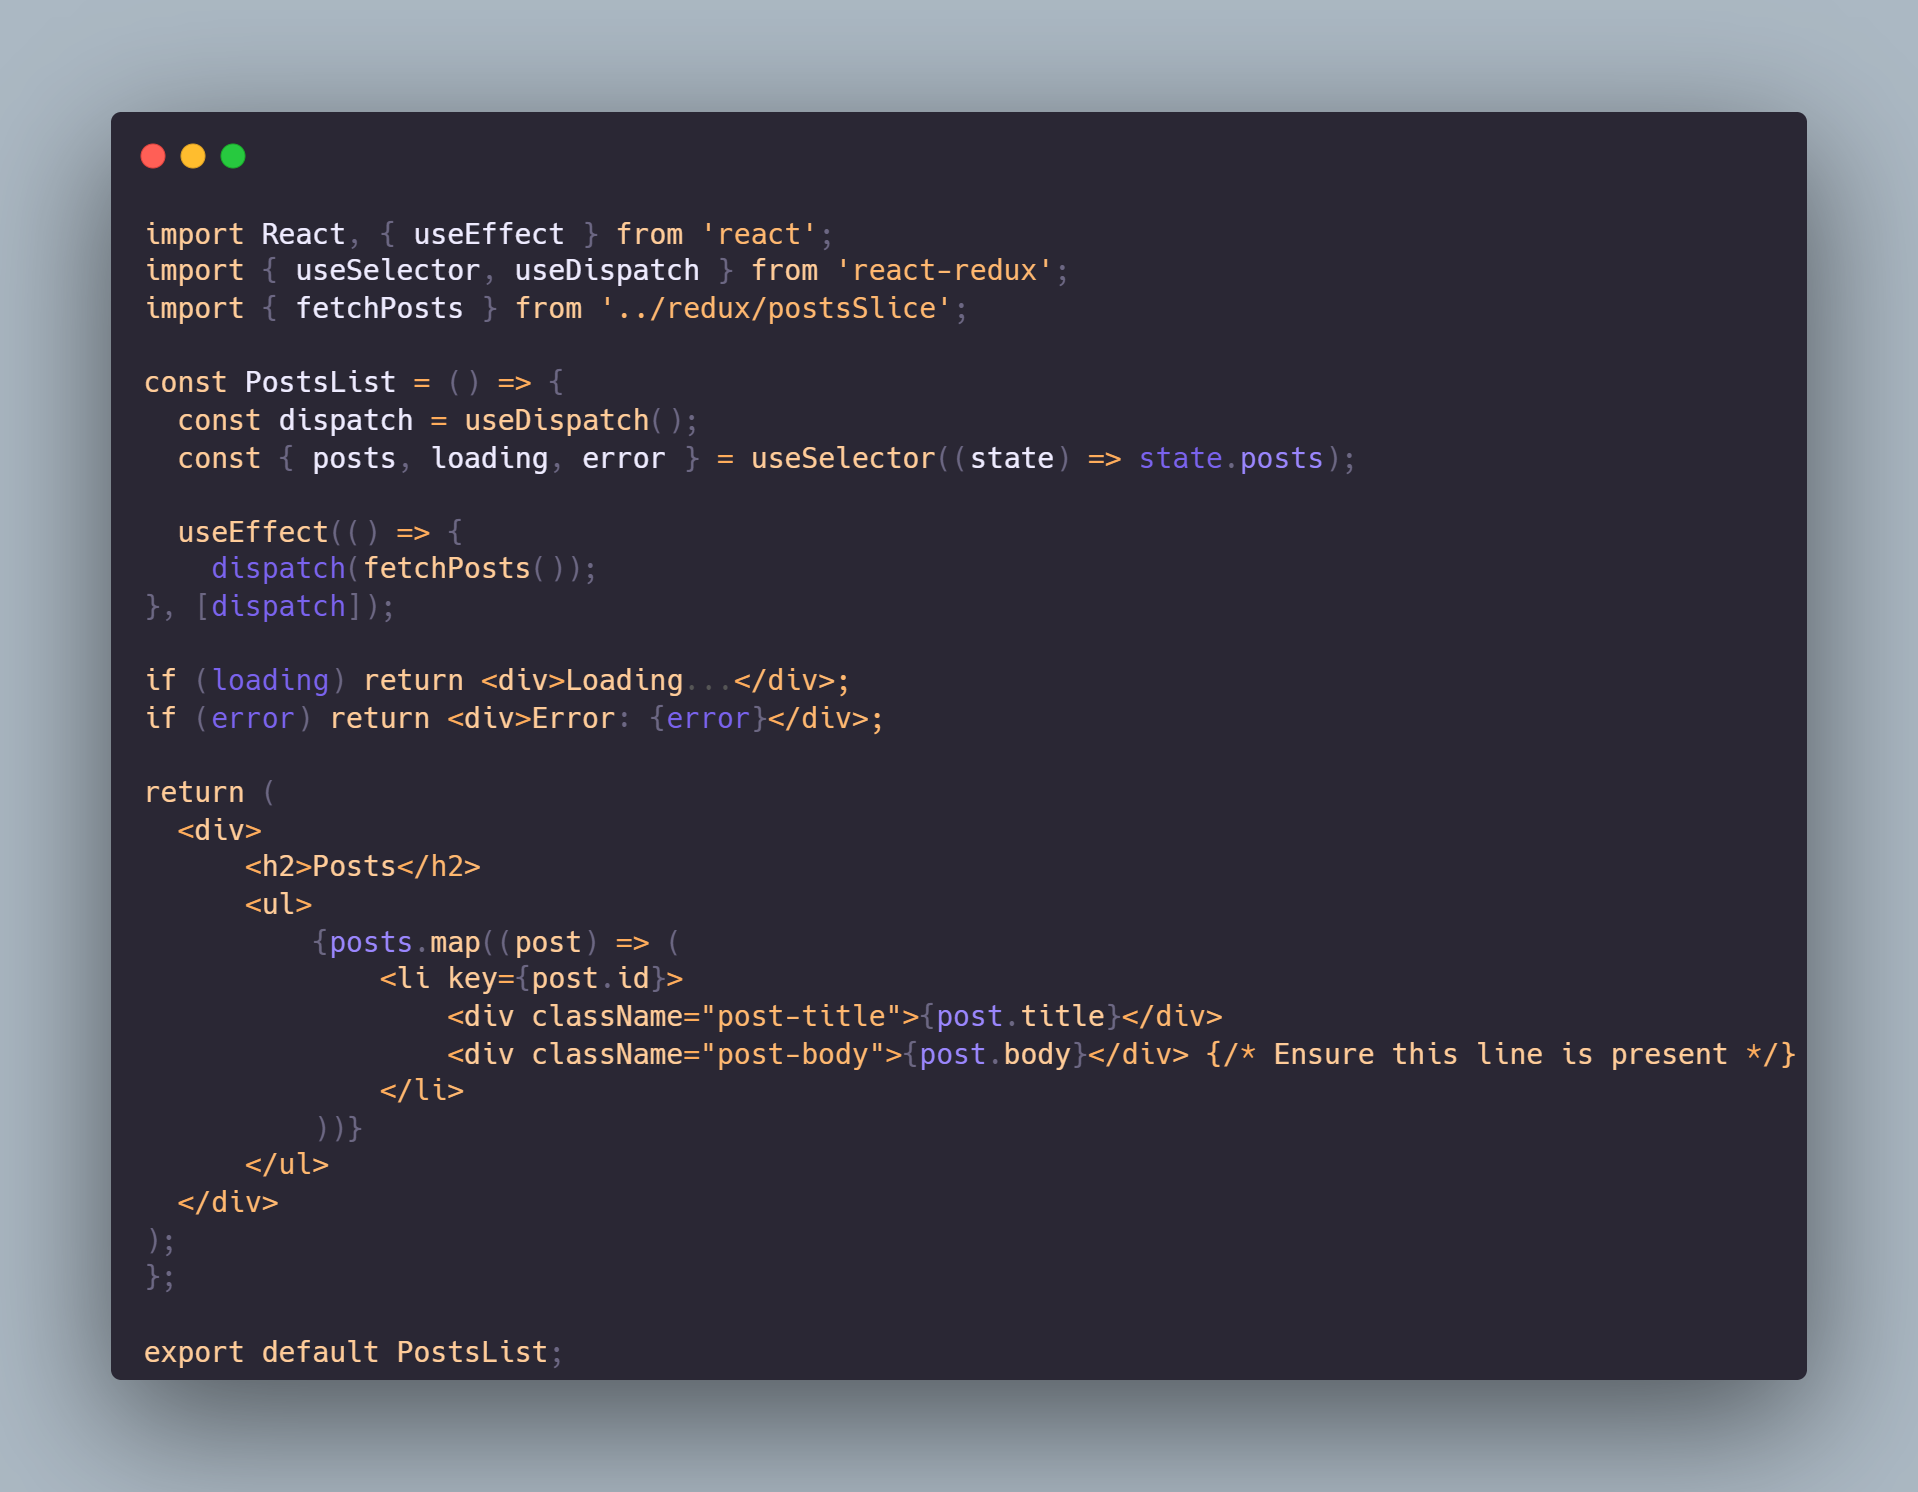 import React, { useEffect } from 'react';
import { useSelector, useDispatch } from 'react-redux';
import { fetchPosts } from '../redux/postsSlice';

const PostsList = () => {
  const dispatch = useDispatch();
  const { posts, loading, error } = useSelector((state) => state.posts);

  useEffect(() => {
    dispatch(fetchPosts());
}, [dispatch]);

if (loading) return <div>Loading...</div>;
if (error) return <div>Error: {error}</div>;

return (
  <div>
      <h2>Posts</h2>
      <ul>
          {posts.map((post) => (
              <li key={post.id}>
                  <div className="post-title">{post.title}</div>
                  <div className="post-body">{post.body}</div> {/* Ensure this line is present */}
              </li>
          ))}
      </ul>
  </div>
);
};

export default PostsList;